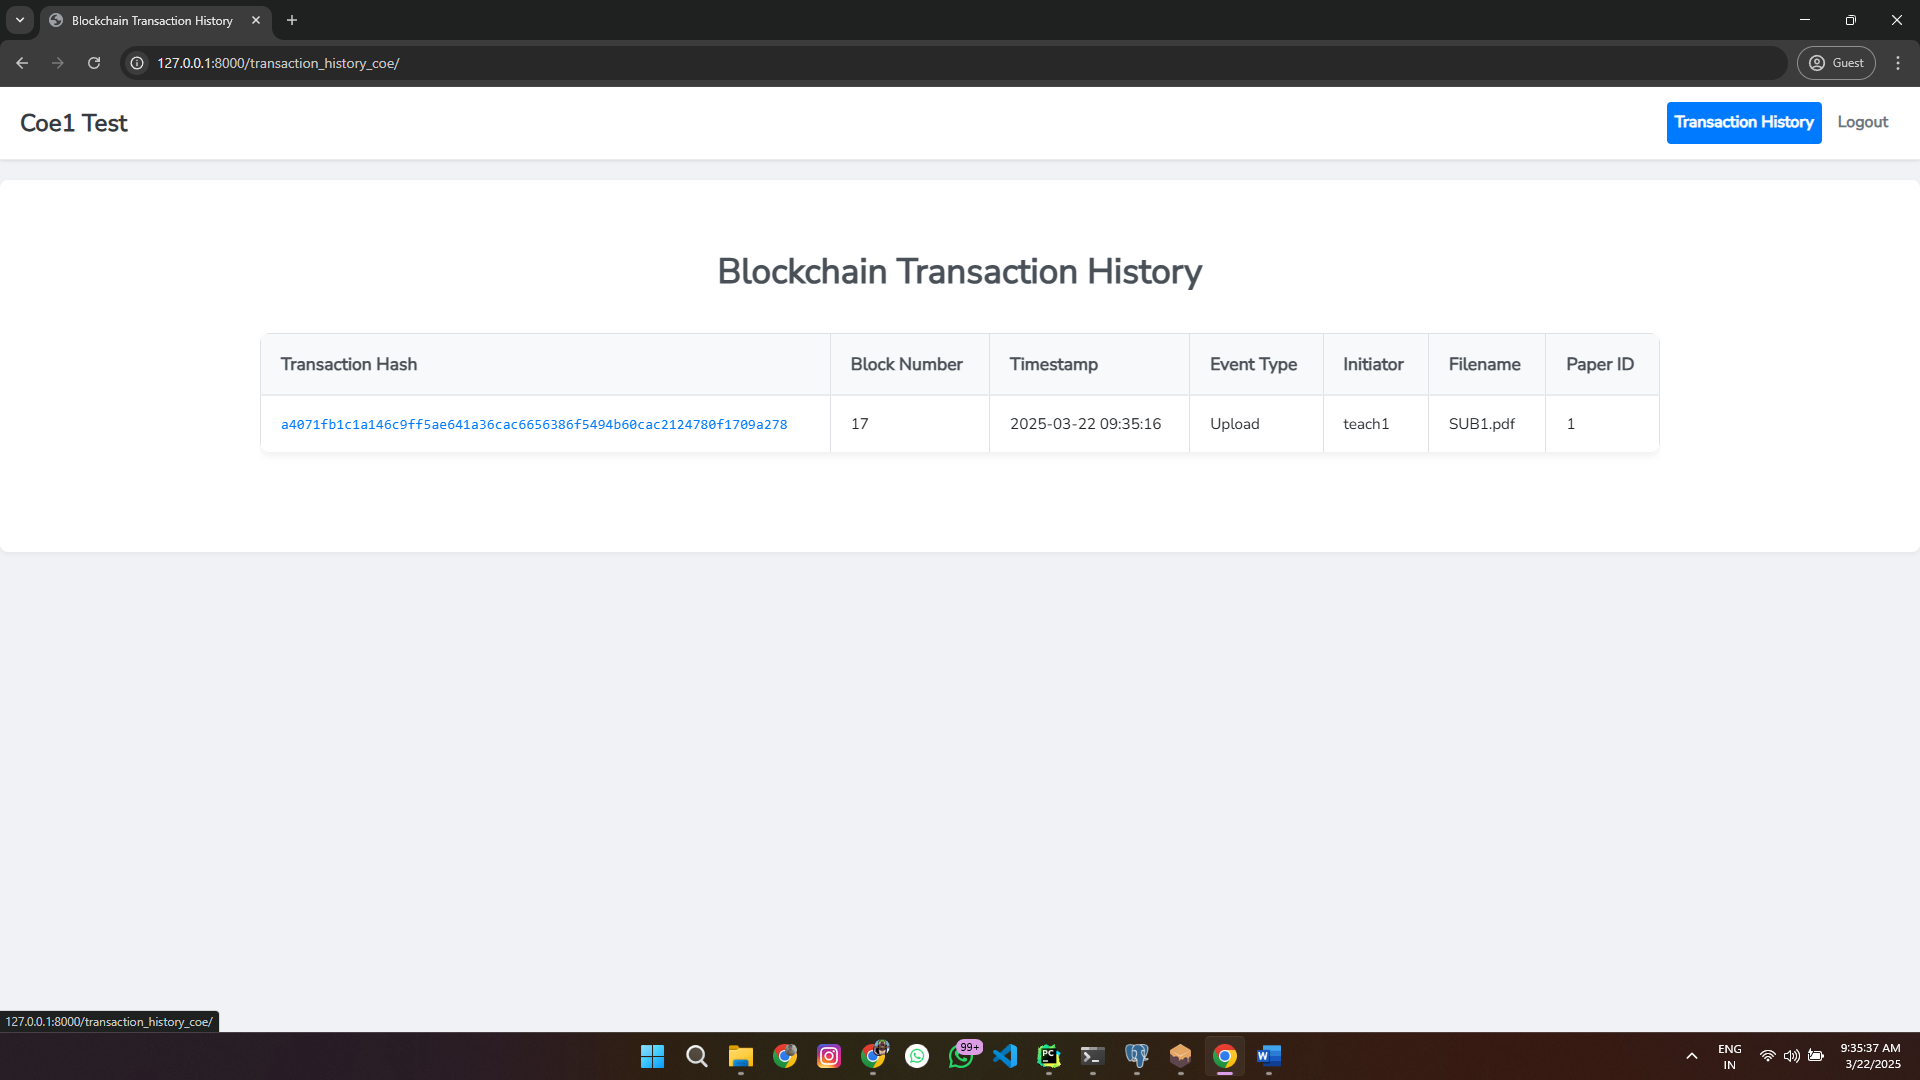 Blockchain Transaction History
127.0.0.1:8000/transaction_history_coe/
Guest
Coe1 Test
Transaction History
Logout
Blockchain Transaction History
Transaction Hash Block Number Timestamp Event Type Initiator Filename Paper ID
a4071fb1c1a146c9ff5ae641a36cac6656386f5494b60cac2124780f1709a278 17 2025-03-22 09:35:16 Upload teach1 SUB1.pdf 1
127.0.0.1:8000/transaction_history_coe/
99+
PC
W
ENG
IN
9:35:37 AM
3/22/2025